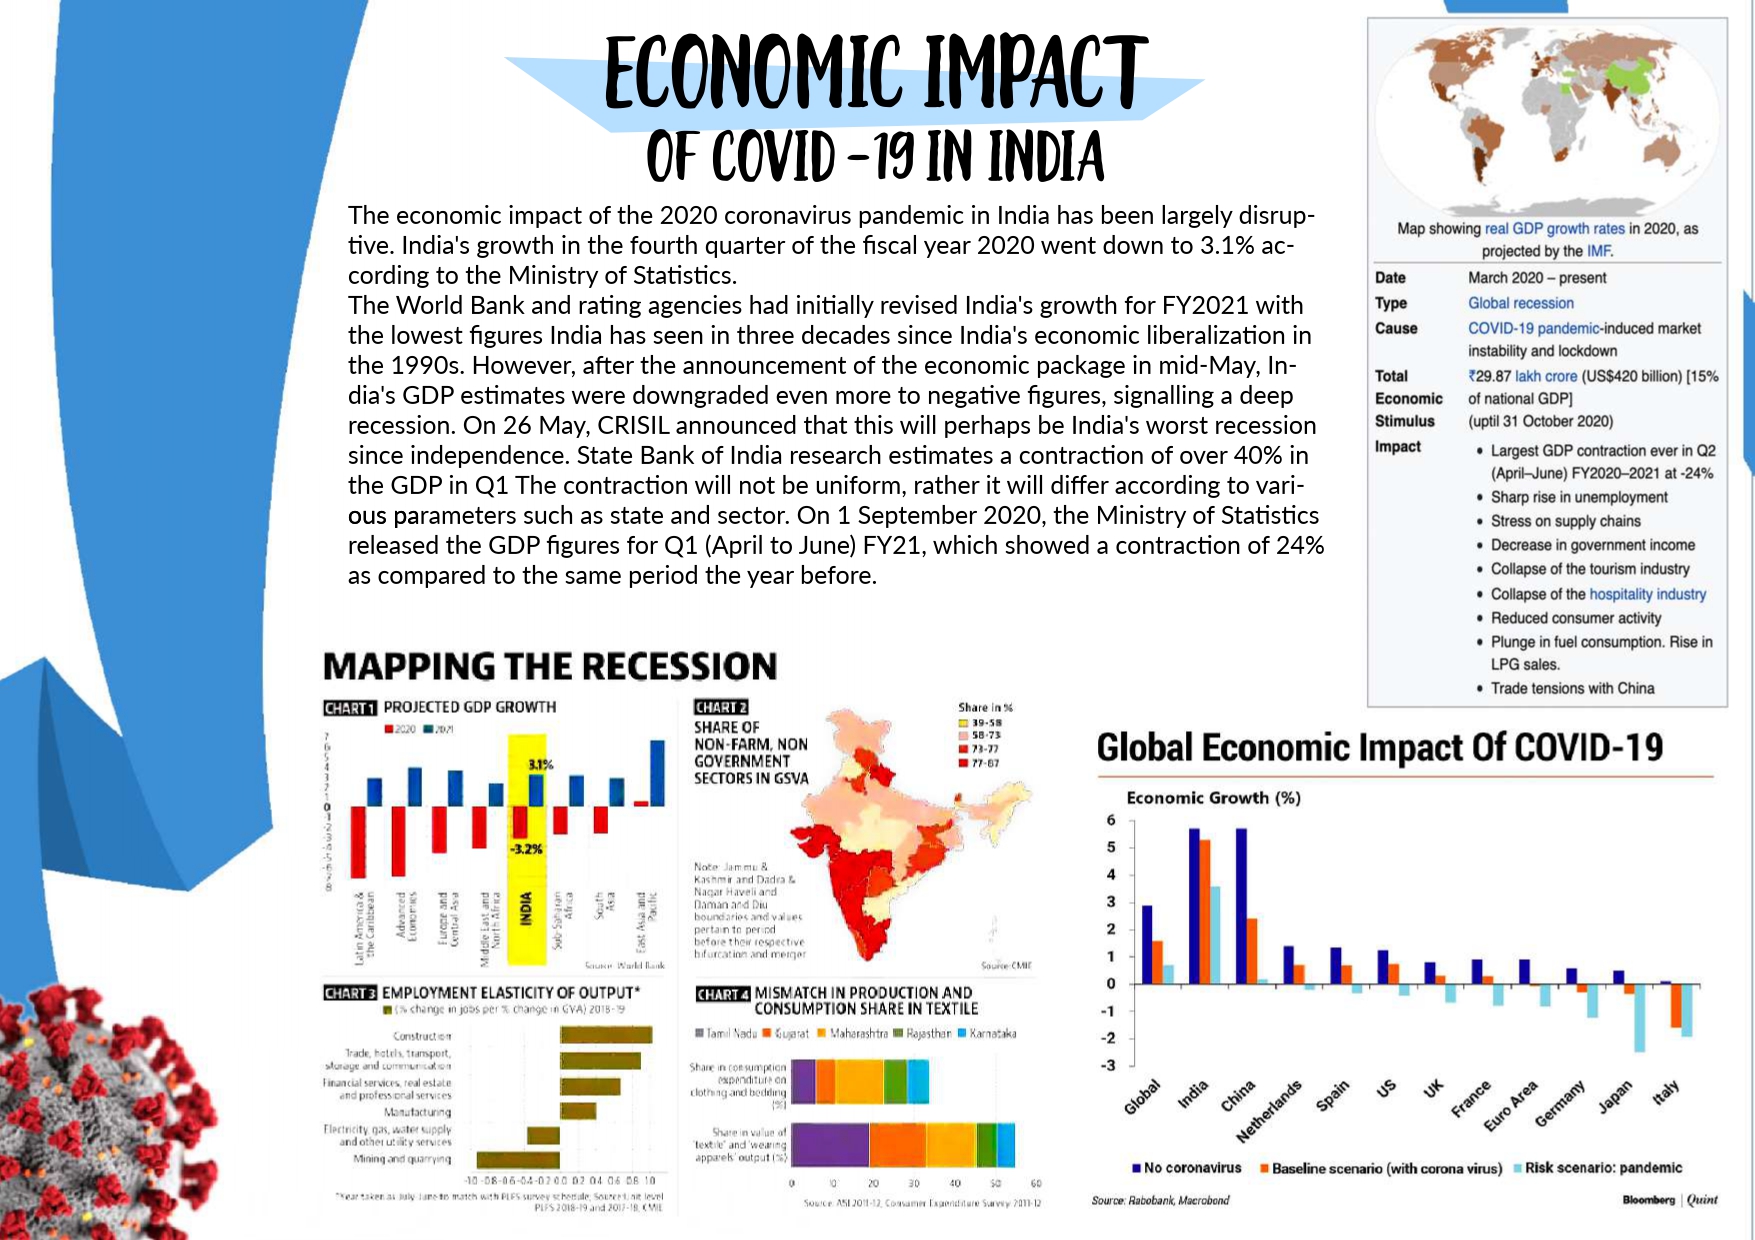 ECONOMIC IMPACT
OF COVID -19 IN INDIA
The economic impact of the 2020 coronavirus pandemic in India has been largely disrup-
tive. India's growth in the fourth quarter of the fiscal year 2020 went down to 3.1% ac-
cording to the Ministry of Statistics.
The World Bank and rating agencies had initially revised India's growth for FY2021 with
the lowest figures India has seen in three decades since India's economic liberalization in
the 1990s. However, after the announcement of the economic package in mid-May, In-
dia's GDP estimates were downgraded even more to negative figures, signalling a deep
recession. On 26 May, CRISIL announced that this will perhaps be India's worst recession
since independence. State Bank of India research estimates a contraction of over 40% in
the GDP in Q1 The contraction will not be uniform, rather it will differ according to vari-
ous parameters such as state and sector. On 1 September 2020, the Ministry of Statistics
released the GDP figures for Q1 (April to June) FY21, which showed a contraction of 24%
as compared to the same period the year before.
Map showing real GDP growth rates in 2020, as
projected by the IMF.
Date March 2020 – present
Type Global recession
Cause COVID-19 pandemic-induced market
instability and lockdown
Total ₹29.87 lakh crore (US$420 billion) [15%
Economic of national GDP]
Stimulus (uptil 31 October 2020)
Impact
• Largest GDP contraction ever in Q2
(April–June) FY2020–2021 at -24%
• Sharp rise in unemployment
• Stress on supply chains
• Decrease in government income
• Collapse of the tourism industry
• Collapse of the hospitality industry
• Reduced consumer activity
• Plunge in fuel consumption. Rise in
LPG sales.
• Trade tensions with China
MAPPING THE RECESSION
CHART 1 PROJECTED GDP GROWTH
2020 2021
3.1%
-3.2%
Latin America &
the Caribbean
Advanced
Economies
Europe and
Central Asia
Middle East and
North Africa
INDIA
Sub-Saharan
Africa
South
Asia
East Asia and
Pacific
Source: World Bank
CHART 2
SHARE OF
NON-FARM, NON
GOVERNMENT
SECTORS IN GSVA
Share in %
39-58
58-73
73-77
77-87
Note: Jammu &
Kashmir and Dadra &
Nagar Haveli and
Daman and Diu
boundaries and values
pertain to period
before their respective
bifurcation and merger
Source: CMIE
CHART 3 EMPLOYMENT ELASTICITY OF OUTPUT*
(% change in jobs per % change in GVA) 2018-19
Construction
Trade, hotels, transport,
storage and communication
Financial services, real estate
and professional services
Manufacturing
Electricity, gas, water supply
and other utility services
Mining and quarrying
-1.0 -0.8 -0.6 -0.4 -0.2 0.0 0.2 0.4 0.6 0.8 1.0
*Year taken as July-June to match with PLFS survey schedule; Source: Unit level
PLFS 2018-19 and 2017-18, CMIE
CHART 4 MISMATCH IN PRODUCTION AND
CONSUMPTION SHARE IN TEXTILE
Tamil Nadu Gujarat Maharashtra Rajasthan Karnataka
Share in consumption
expenditure on
clothing and bedding
(%)
Share in value of
'textile' and 'wearing
apparels' output (%)
0 10 20 30 40 50 60
Source: ASI 2011-12, Consumer Expenditure Survey 2011-12
Global Economic Impact Of COVID-19
Economic Growth (%)
6
5
4
3
2
1
0
-1
-2
-3
Global India China Netherlands Spain US UK France Euro Area Germany Japan Italy
No coronavirus Baseline scenario (with corona virus) Risk scenario: pandemic
Source: Rabobank, Macrobond
Bloomberg | Quint